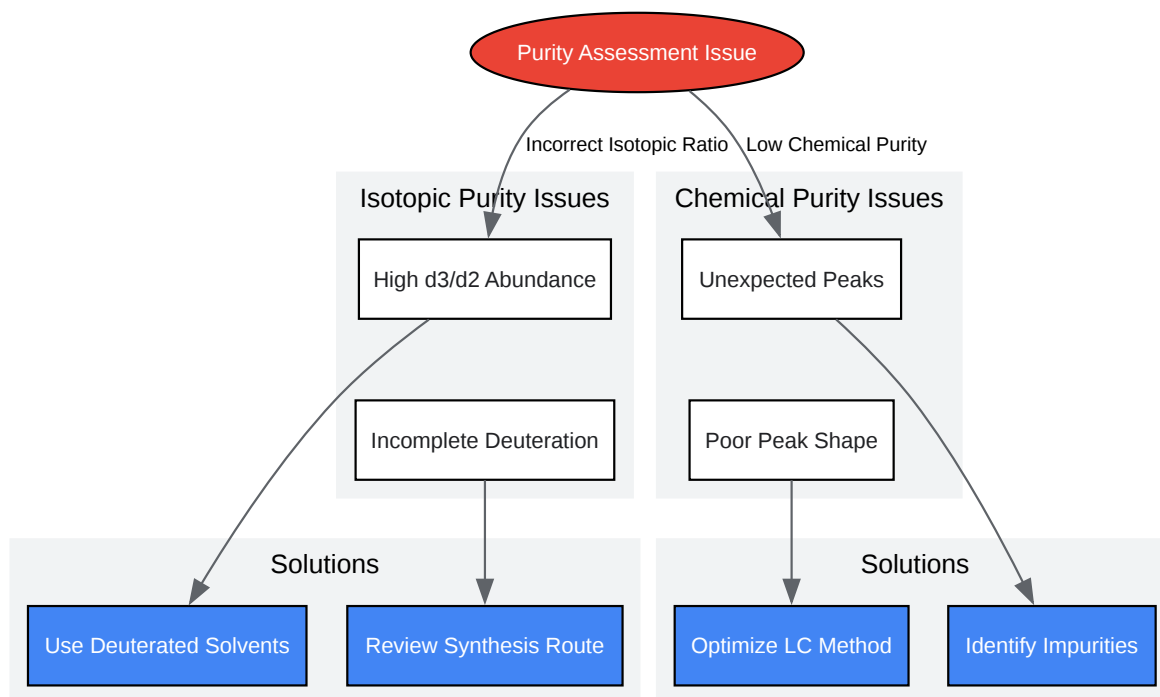 Purity Assessment Issue
Incorrect Isotopic Ratio
Low Chemical Purity
Isotopic Purity Issues
Chemical Purity Issues
High d3/d2 Abundance
Unexpected Peaks
Incomplete Deuteration
Poor Peak Shape
Solutions
Solutions
Use Deuterated Solvents
Review Synthesis Route
Optimize LC Method
Identify Impurities